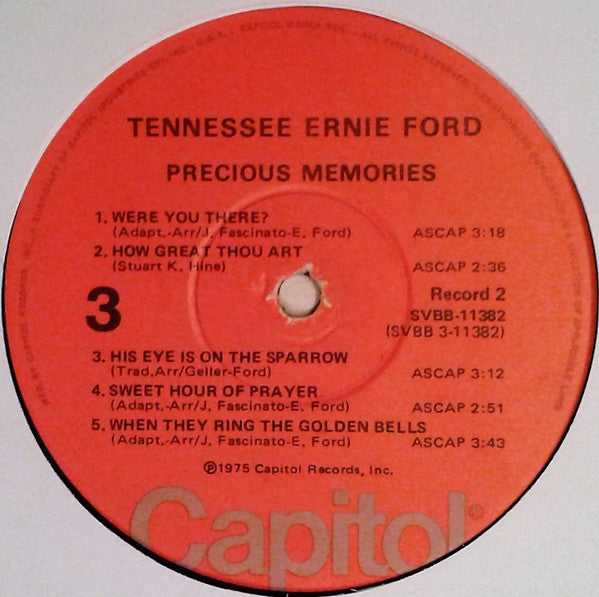 TENNESSEE ERNIE FORD
PRECIOUS MEMORIES
1. WERE YOU THERE?
(Adapt.-Arr/J. Fascinato-E. Ford) ASCAP 3:18
2. HOW GREAT THOU ART
(Stuart K. Hine) ASCAP 2:36
3
Record 2
SVBB-11382
(SVBB 3-11382)
3. HIS EYE IS ON THE SPARROW
(Trad.Arr/Geller-Ford) ASCAP 3:12
4. SWEET HOUR OF PRAYER
(Adapt.-Arr/J. Fascinato-E. Ford) ASCAP 2:51
5. WHEN THEY RING THE GOLDEN BELLS
(Adapt.-Arr/J. Fascinato-E. Ford) ASCAP 3:43
℗1975 Capitol Records, Inc.
Capitol®